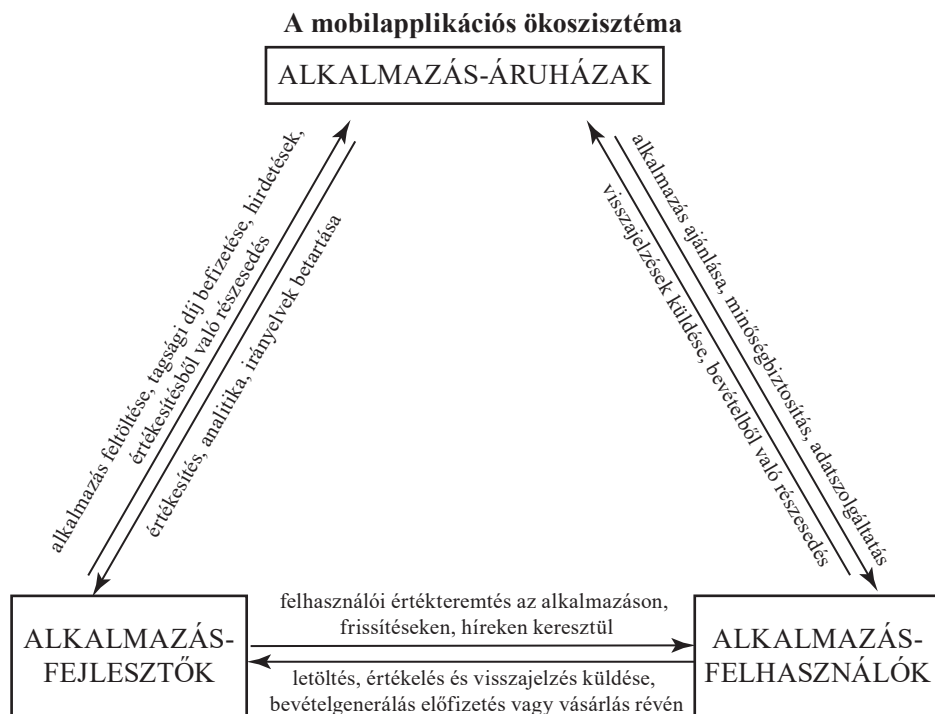 A mobilapplikációs ökoszisztéma
ALKALMAZÁS-ÁRUHÁZAK
alkalmazás feltöltése, tagsági díj befizetése, hirdetések,
értékesítésből való részesedés
értékesítés, analitika, irányelvek betartása
alkalmazás ajánlása, minőségbiztosítás, adatszolgáltatás
visszajelzések küldése, bevételből való részesedés
ALKALMAZÁS-
FEJLESZTŐK
felhasználói értékteremtés az alkalmazáson,
frissítéseken, híreken keresztül
letöltés, értékelés és visszajelzés küldése,
bevételgenerálás előfizetés vagy vásárlás révén
ALKALMAZÁS-
FELHASZNÁLÓK